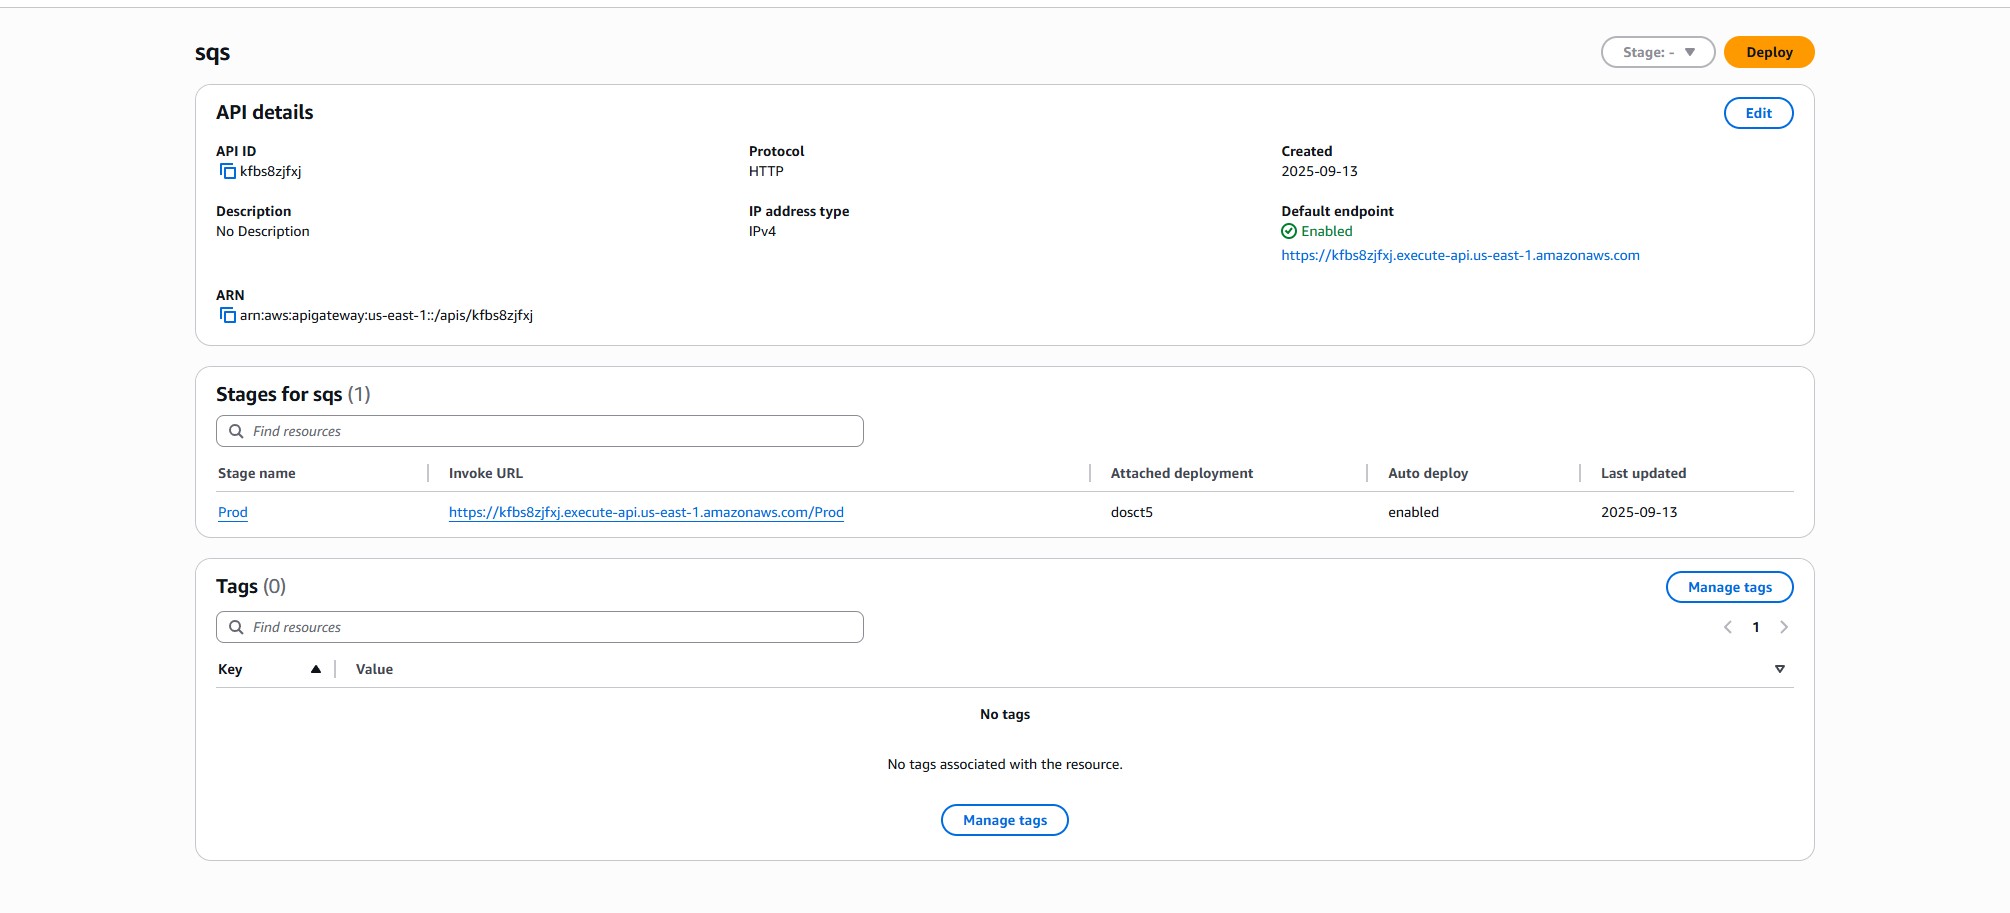 sqs
Stage: -
Deploy
API details
Edit
API ID
kfbs8zjfxj
Protocol
HTTP
Created
2025-09-13
Description
No Description
IP address type
IPv4
Default endpoint
Enabled
https://kfbs8zjfxj.execute-api.us-east-1.amazonaws.com
ARN
arn:aws:apigateway:us-east-1::/apis/kfbs8zjfxj
Stages for sqs (1)
Find resources
Stage name
Invoke URL
Attached deployment
Auto deploy
Last updated
Prod
https://kfbs8zjfxj.execute-api.us-east-1.amazonaws.com/Prod
dosct5
enabled
2025-09-13
Tags (0)
Manage tags
Find resources
1
Key
Value
No tags
No tags associated with the resource.
Manage tags